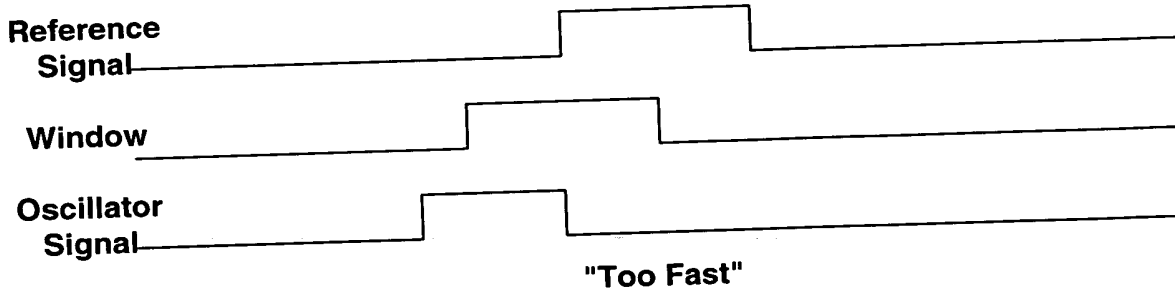 Reference
Signal
Window
Oscillator
Signal
"Too Fast"